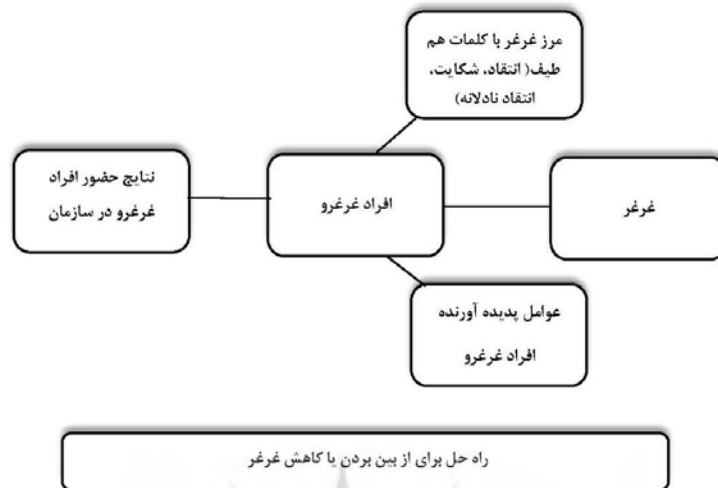 مرز غرغر با کلمات هم
طیف( انتقاد، شکایت،
انتقاد نادلانه)
غرغر
افراد غرغرو
نتایج حضور افراد
غرغرو در سازمان
عوامل پدیده آورنده
افراد غرغرو
راه حل برای از بین بردن یا کاهش غرغر